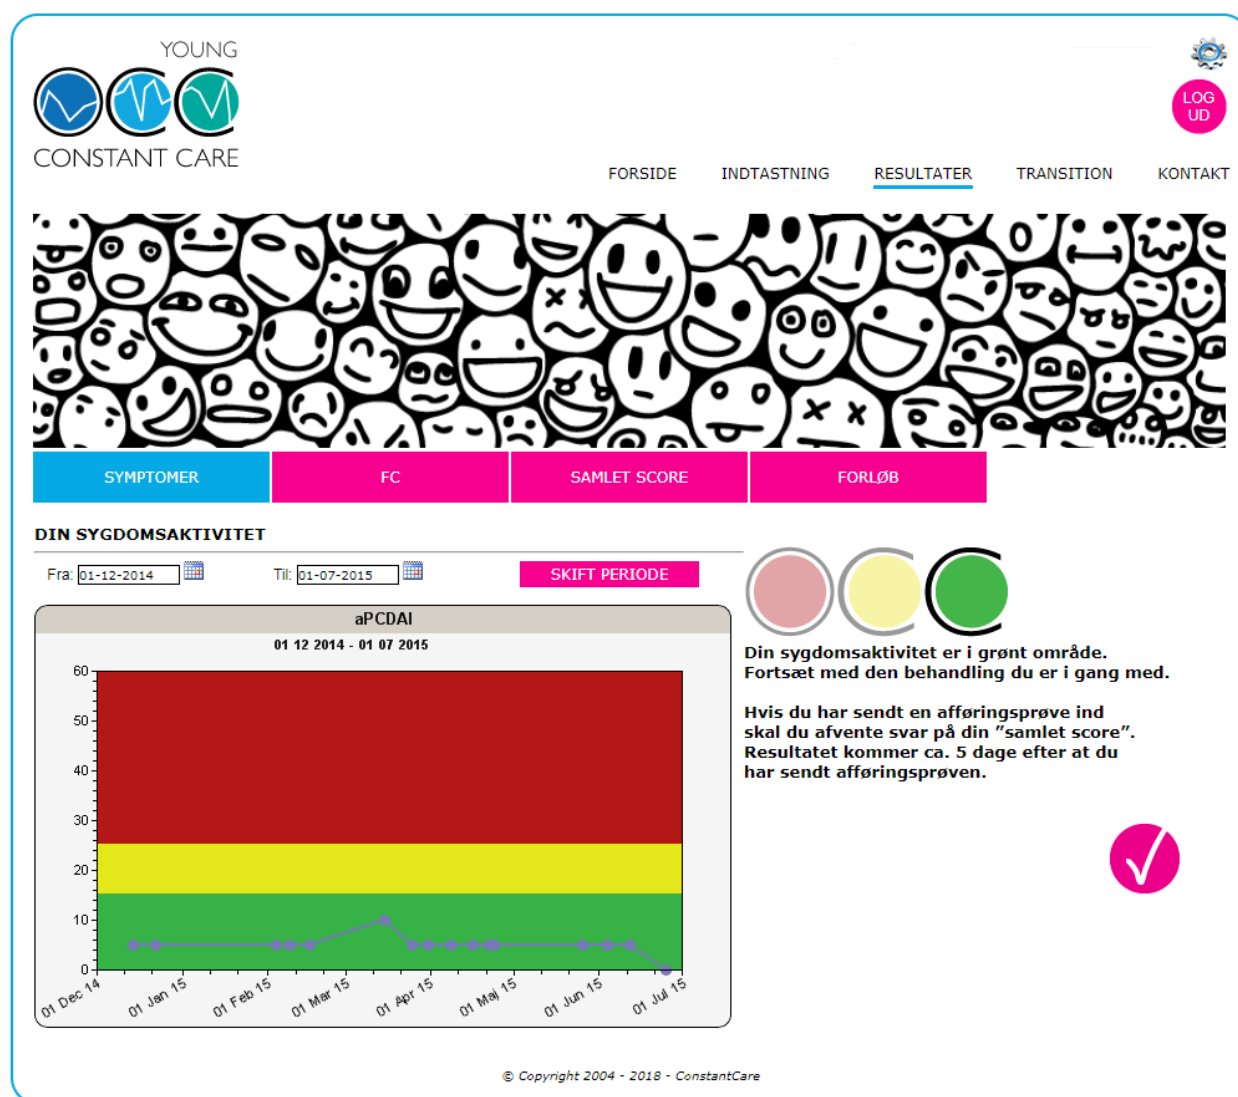 YOUNG
CONSTANT CARE
LOG
UD
FORSIDE INDTASTNING RESULTATER TRANSITION KONTAKT
SYMPTOMER FC SAMLET SCORE FORLØB
DIN SYGDOMSAKTIVITET
Fra: 01-12-2014 Til: 01-07-2015 SKIFT PERIODE
aPCDAI
01 12 2014 - 01 07 2015
60
50
40
30
20
10
0
01 Dec 14 01 Jan 15 01 Feb 15 01 Mar 15 01 Apr 15 01 Maj 15 01 Jun 15 01 Jul 15
Din sygdomsaktivitet er i grønt område.
Fortsæt med den behandling du er i gang med.
Hvis du har sendt en afføringsprøve ind
skal du afvente svar på din ”samlet score”.
Resultatet kommer ca. 5 dage efter at du
har sendt afføringsprøven.
© Copyright 2004 - 2018 - ConstantCare